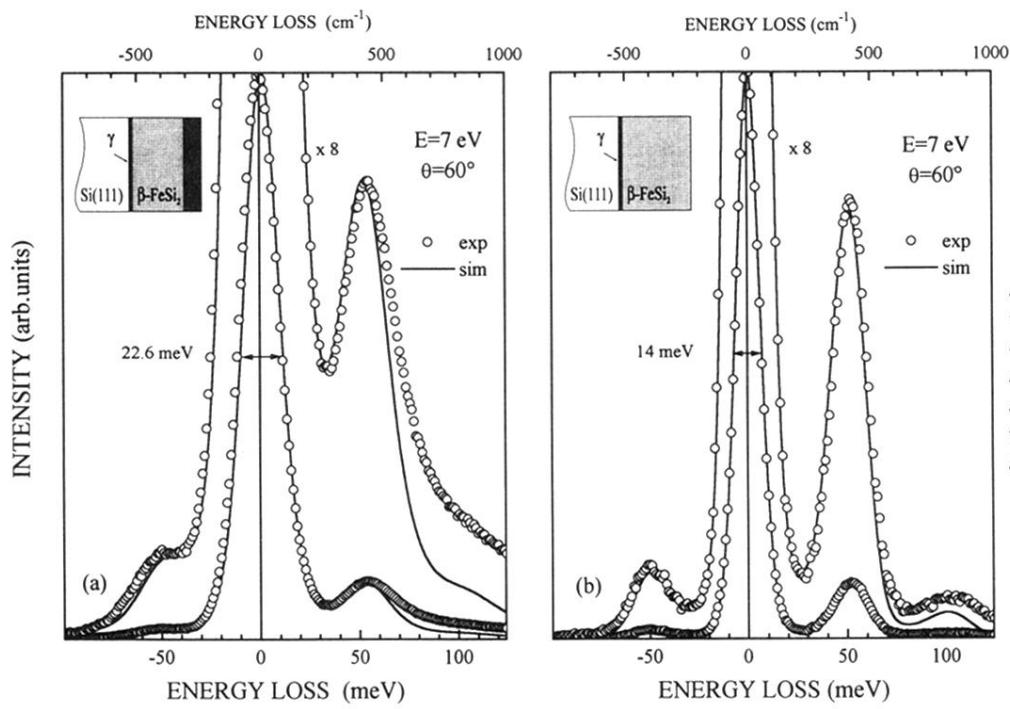 ENERGY LOSS (cm-1)
-500 0 500 1000
γ
Si(111) β-FeSi2
x 8
E=7 eV
θ=60°
exp
sim
22.6 meV
(a)
INTENSITY (arb.units)
-50 0 50 100
ENERGY LOSS (meV)
ENERGY LOSS (cm-1)
-500 0 500 1000
γ
Si(111) β-FeSi2
x 8
E=7 eV
θ=60°
exp
sim
14 meV
(b)
-50 0 50 100
ENERGY LOSS (meV)